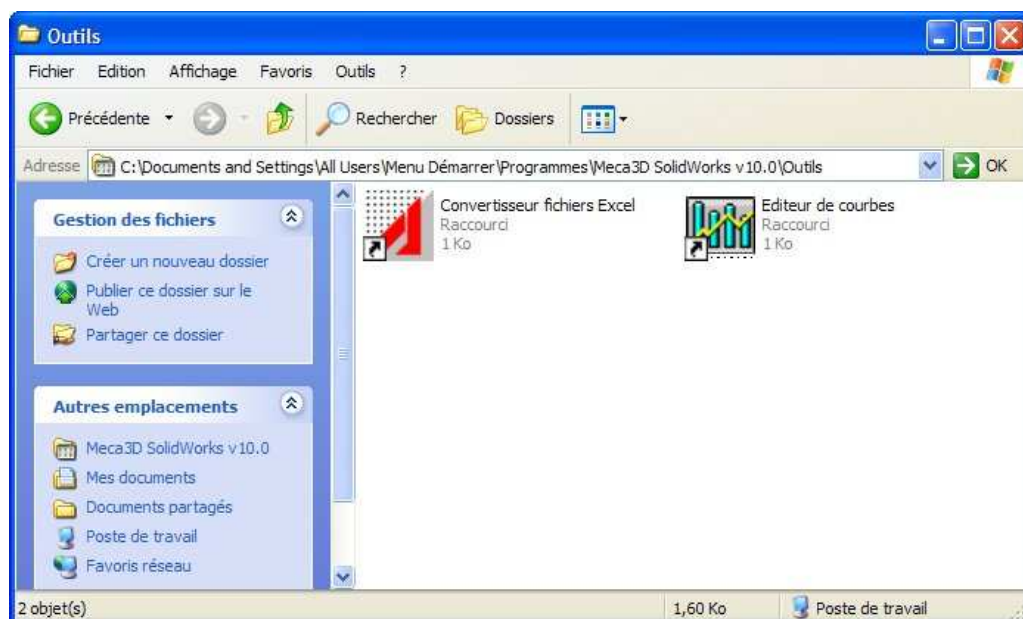 Outils
Fichier Edition Affichage Favoris Outils ?
Précédente Rechercher Dossiers
Adresse C:\Documents and Settings\All Users\Menu Démarrer\Programmes\Meca3D SolidWorks v10.0\Outils OK
Gestion des fichiers
Créer un nouveau dossier
Publier ce dossier sur le
Web
Partager ce dossier
Autres emplacements
Meca3D SolidWorks v10.0
Mes documents
Documents partagés
Poste de travail
Favoris réseau
Convertisseur fichiers Excel
Raccourci
1 Ko
Editeur de courbes
Raccourci
1 Ko
2 objet(s) 1,60 Ko Poste de travail